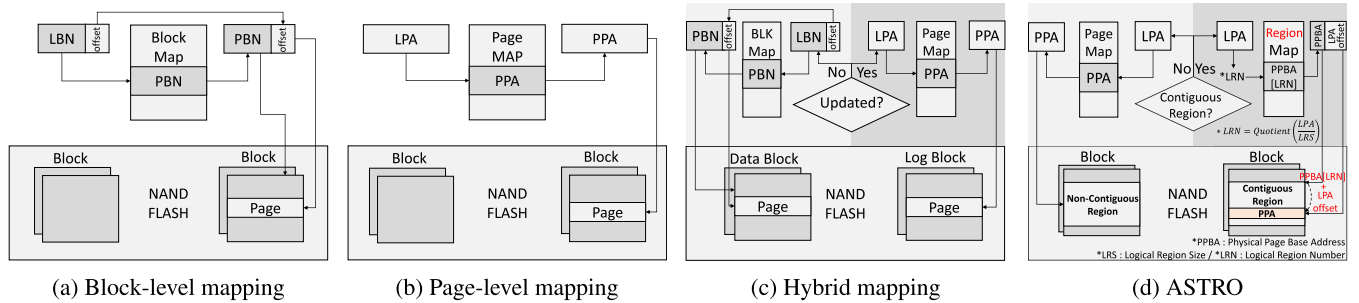 LBN
offset
Block
Map
PBN
PBN
offset
Block
NAND
FLASH
Block
Page
(a) Block-level mapping
LPA
Page
MAP
PPA
PPA
Block
NAND
FLASH
Block
Page
(b) Page-level mapping
PBN
offset
BLK
Map
PBN
LBN
offset
LPA
Page
Map
PPA
PPA
No Yes
Updated?
Data Block
Page
NAND
FLASH
Log Block
Page
(c) Hybrid mapping
PPA
Page
Map
PPA
LPA
LPA
Region
Map
PPBA
[LRN]
PPBA
LPA
offset
No Yes
*LRN
Contiguous
Region?
* LRN = Quotient (LPA/LRS)
Block
Non-Contiguous
Region
NAND
FLASH
Block
Contiguous
Region
PPA
PPBA[LRN]
+
LPA
offset
*PPBA : Physical Page Base Address
*LRS : Logical Region Size / *LRN : Logical Region Number
(d) ASTRO